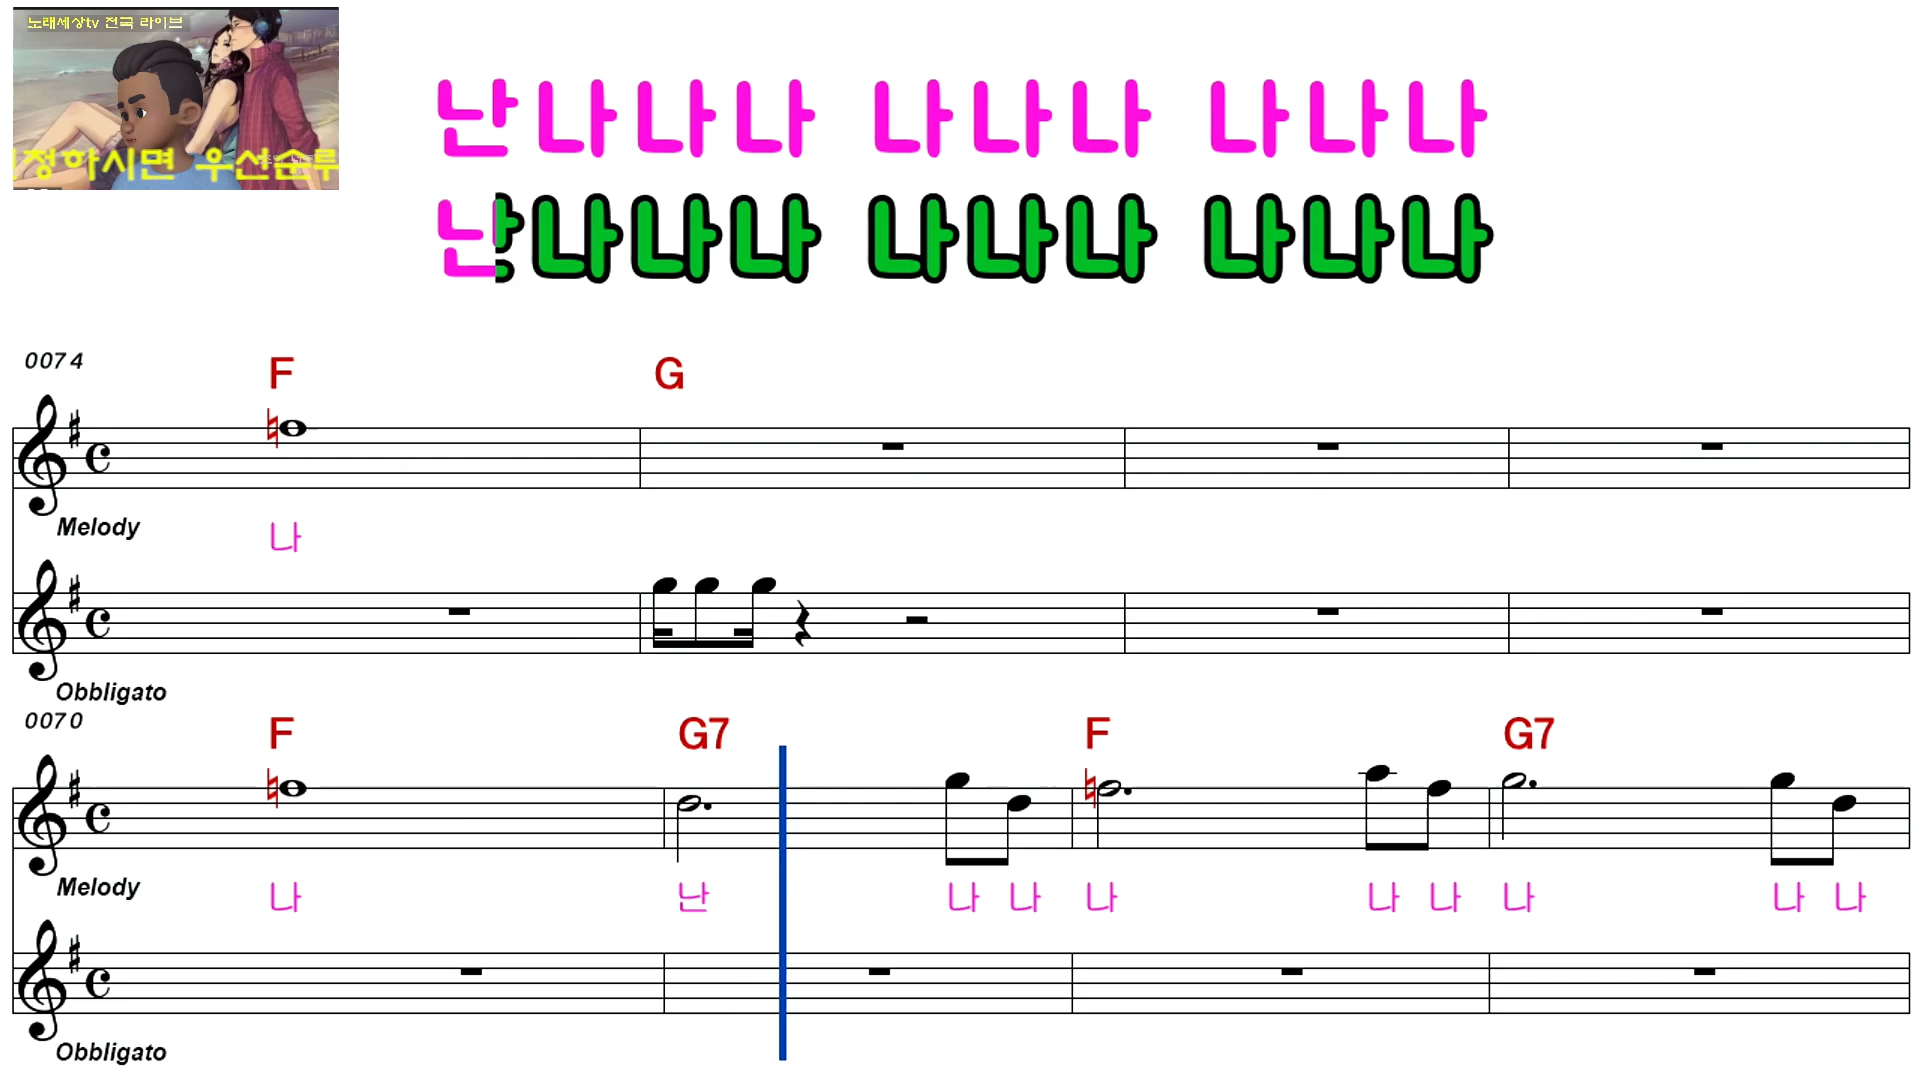 노래세상tv 전국 라이브
정하시면 우선순
난나나나 나나나 나나나
난나나나 나나나 나나나
0074
F G
Melody
나
Obbligato
0070
F G7 F G7
Melody
나 난 나 나 나 나 나 나 나 나
Obbligato